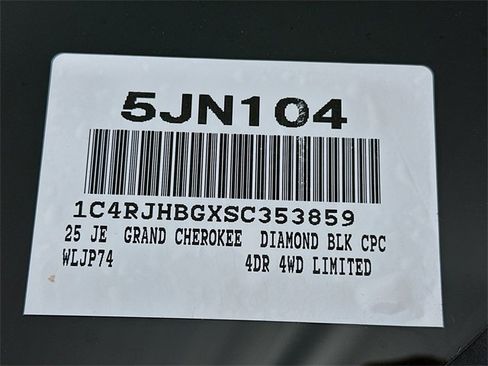 5JN104
1C4RJHBGXSC353859
25 JE GRAND CHEROKEE DIAMOND BLK CPC
WLJP74 4DR 4WD LIMITED